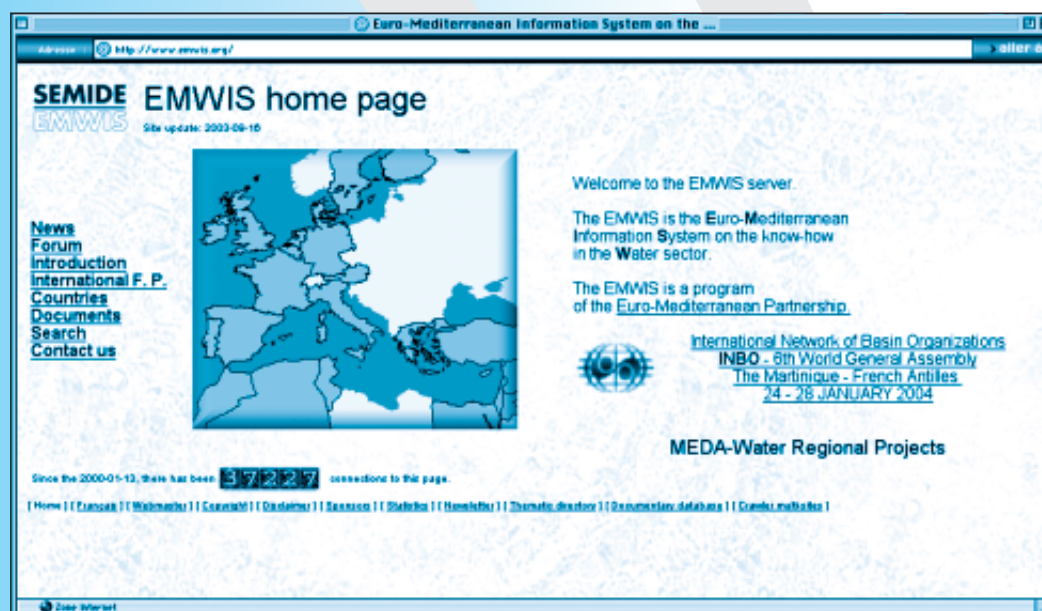 Euro-Mediterranean Information System on the ...
Adresse http://www.emwis.org/ aller
SEMIDE
EMWIS
EMWIS home page
Site update: 2003-09-16
News
Forum
Introduction
International F. P.
Countries
Documents
Search
Contact us
Welcome to the EMWIS server.
The EMWIS is the Euro-Mediterranean
Information System on the know-how
in the Water sector.
The EMWIS is a program
of the Euro-Mediterranean Partnership.
International Network of Basin Organizations
INBO - 6th World General Assembly
The Martinique - French Antilles
24 - 28 JANUARY 2004
MEDA-Water Regional Projects
Since the 2000-01-13, there has been 37227 connections to this page.
[ Home ] [ Français ] [ Webmaster ] [ Copyright ] [ Disclaimer ] [ Sponsors ] [ Statistics ] [ Newsletter ] [ Thematic directory ] [ Documentary database ] [ Crawler multisites ]
Zone Internet